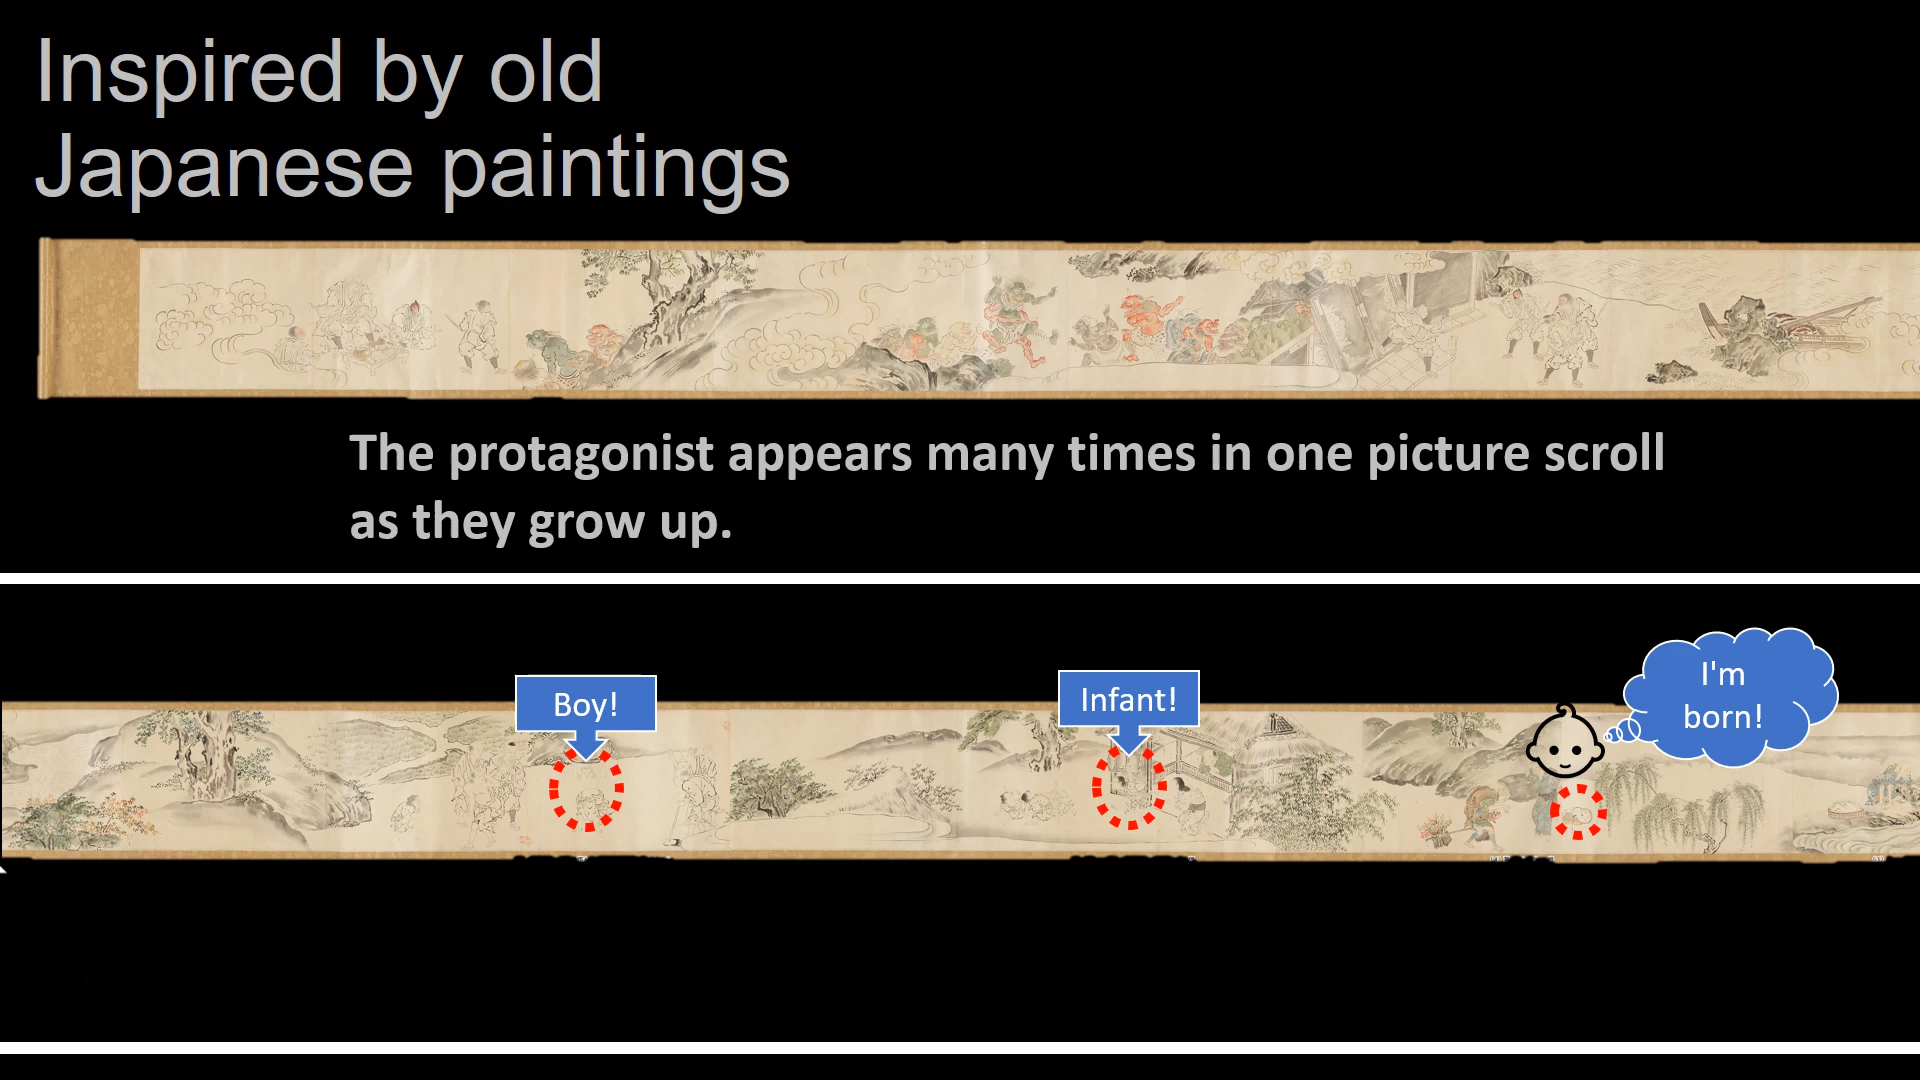 Inspired by old
Japanese paintings
The protagonist appears many times in one picture scroll
as they grow up.
Boy!
Infant!
I'm
born!